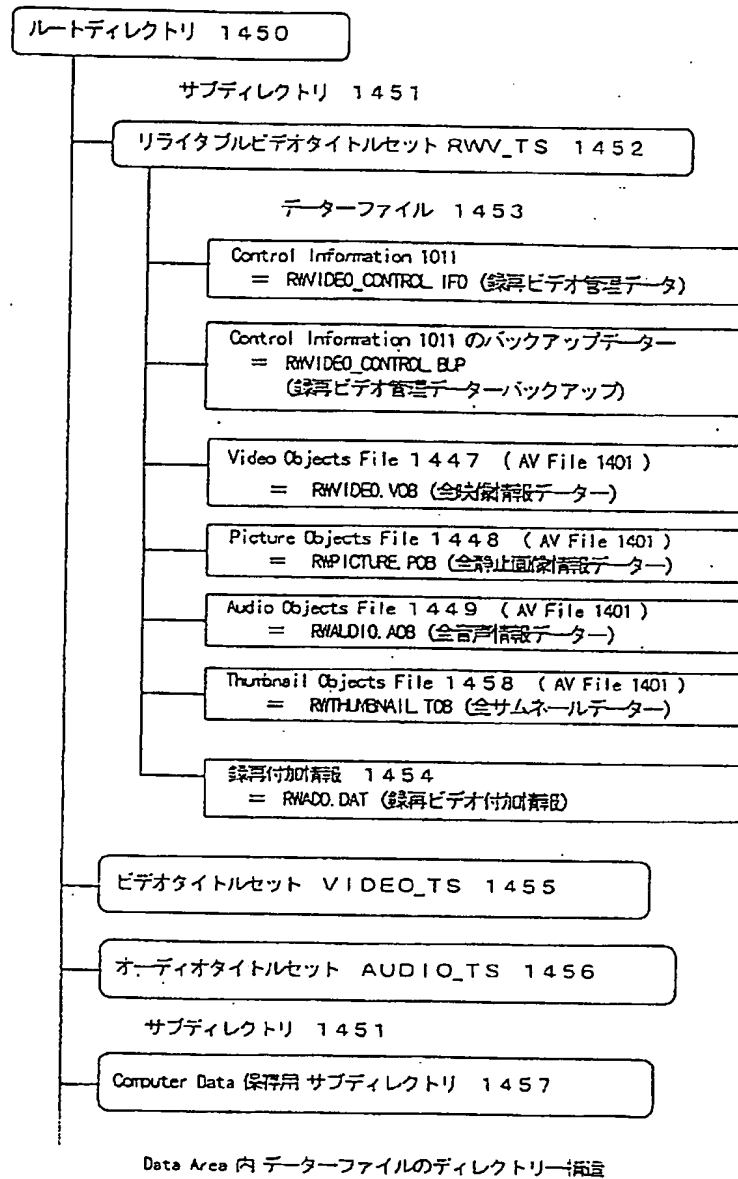 ルートディレクトリ 1450
サブディレクトリ 1451
リライタブルビデオタイトルセット RWV_TS 1452
データーファイル 1453
Control Information 1011
= RWVIDEO_CONTROL.IFO (録再ビデオ管理データ)
Control Information 1011 のバックアップデーター
= RWVIDEO_CONTROL.BUP
(録再ビデオ管理データーバックアップ)
Video Objects File 1447 (AV File 1401)
= RWVIDEO.VOB (全映像情報データー)
Picture Objects File 1448 (AV File 1401)
= RWPICTURE.POB (全静止画像情報データー)
Audio Objects File 1449 (AV File 1401)
= RWAUDIO.AOB (全音声情報データー)
Thumbnail Objects File 1458 (AV File 1401)
= RWTHUMBNAIL.TOB (全サムネールデーター)
録再付加情報 1454
= RWADD.DAT (録再ビデオ付加情報)
ビデオタイトルセット VIDEO_TS 1455
オーディオタイトルセット AUDIO_TS 1456
サブディレクトリ 1451
Computer Data 保存用 サブディレクトリ 1457
Data Area 内 データーファイルのディレクトリー構造